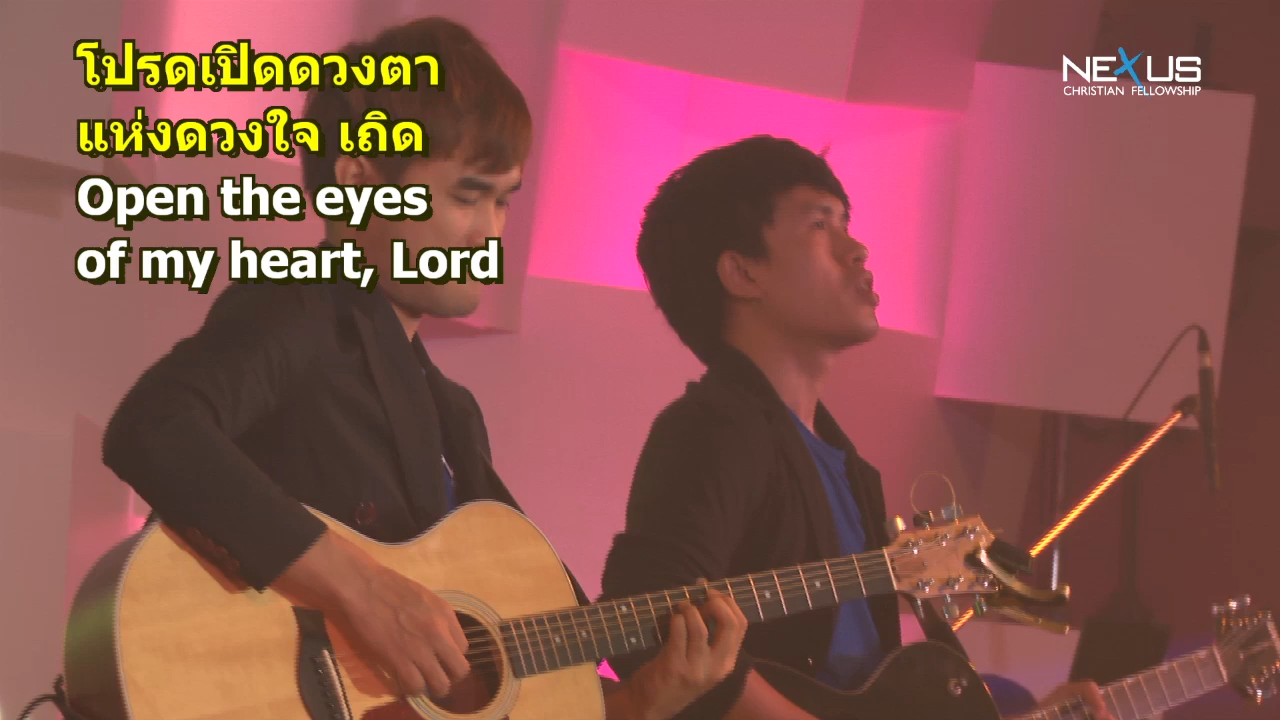 โปรดเปิดดวงตา
แห่งดวงใจ เถิด
Open the eyes
of my heart, Lord
NEXUS
CHRISTIAN FELLOWSHIP